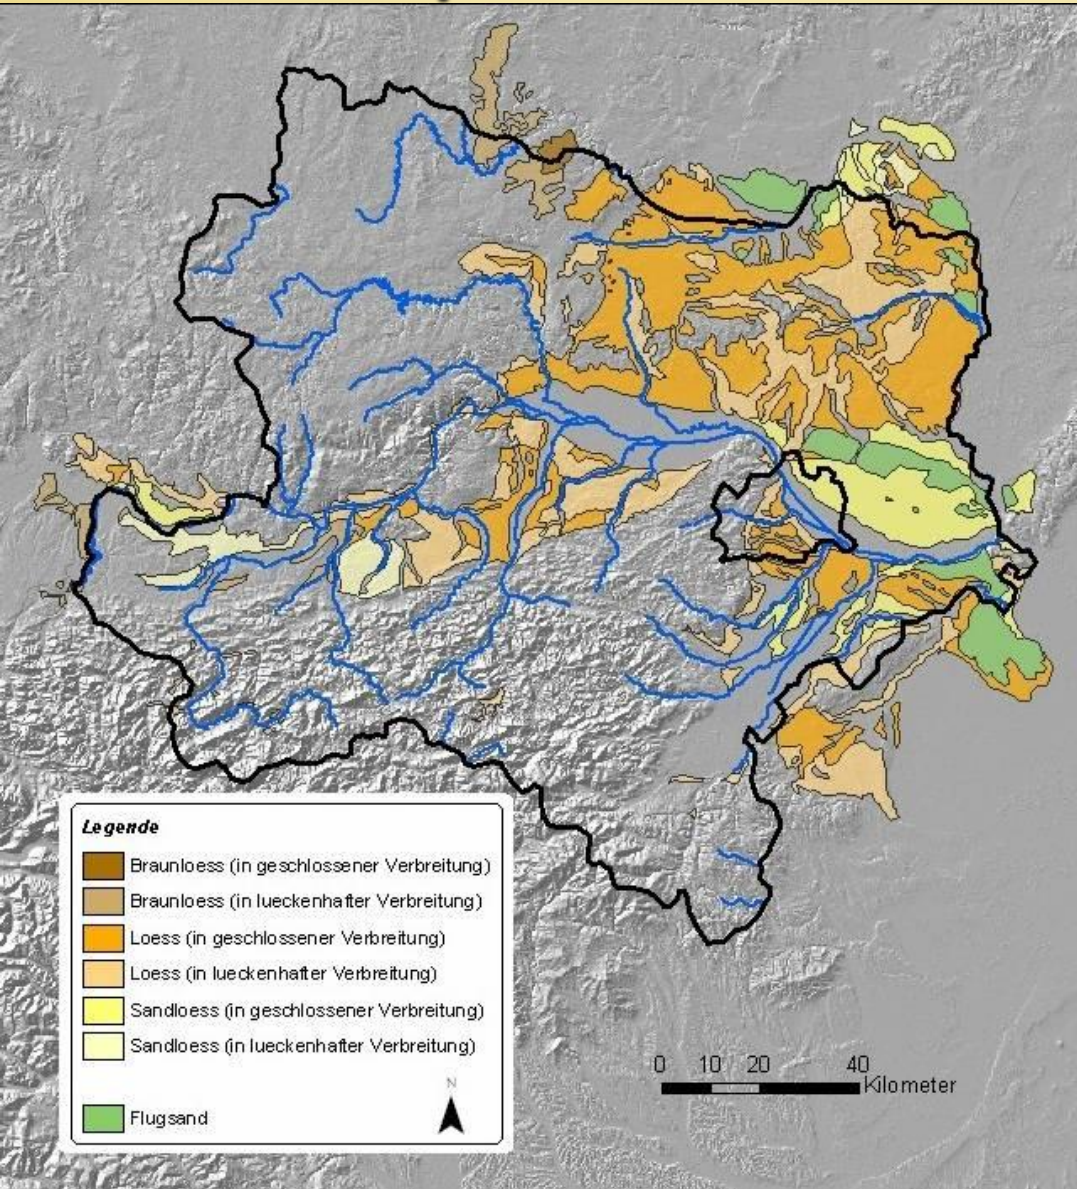 Legende
Braunloess (in geschlossener Verbreitung)
Braunloess (in lueckenhafter Verbreitung)
Loess (in geschlossener Verbreitung)
Loess (in lueckenhafter Verbreitung)
Sandloess (in geschlossener Verbreitung)
Sandloess (in lueckenhafter Verbreitung)
Flugsand
N
0 10 20 40
Kilometer